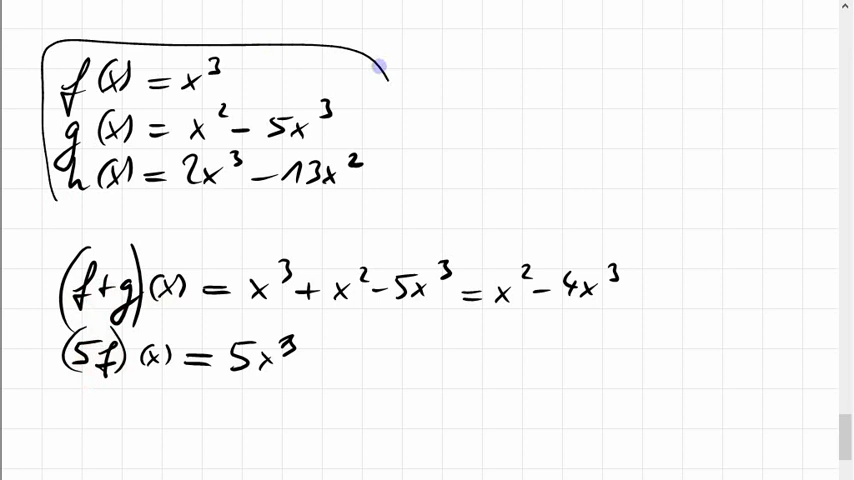 f(x) = x³
g(x) = x² - 5x³
h(x) = 2x³ - 13x²
(f+g)(x) = x³ + x² - 5x³ = x² - 4x³
(5f)(x) = 5x³